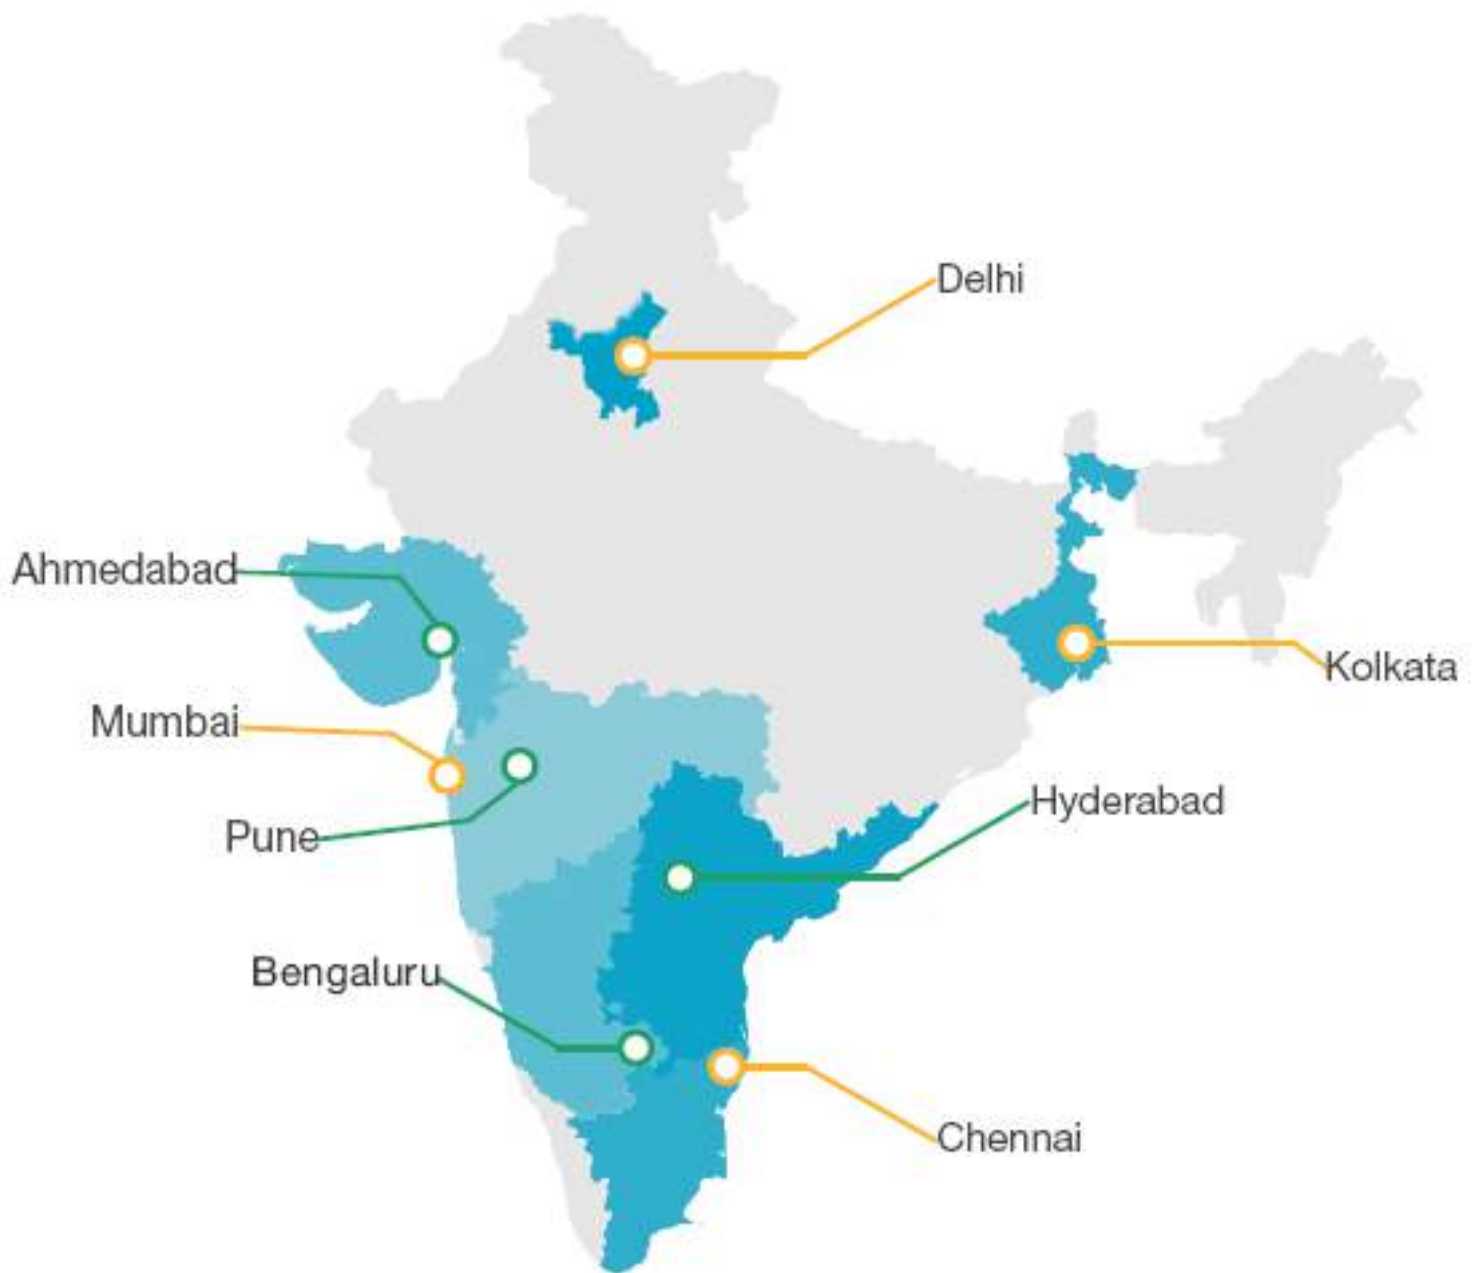 Delhi
Ahmedabad
Kolkata
Mumbai
Hyderabad
Pune
Bengaluru
Chennai